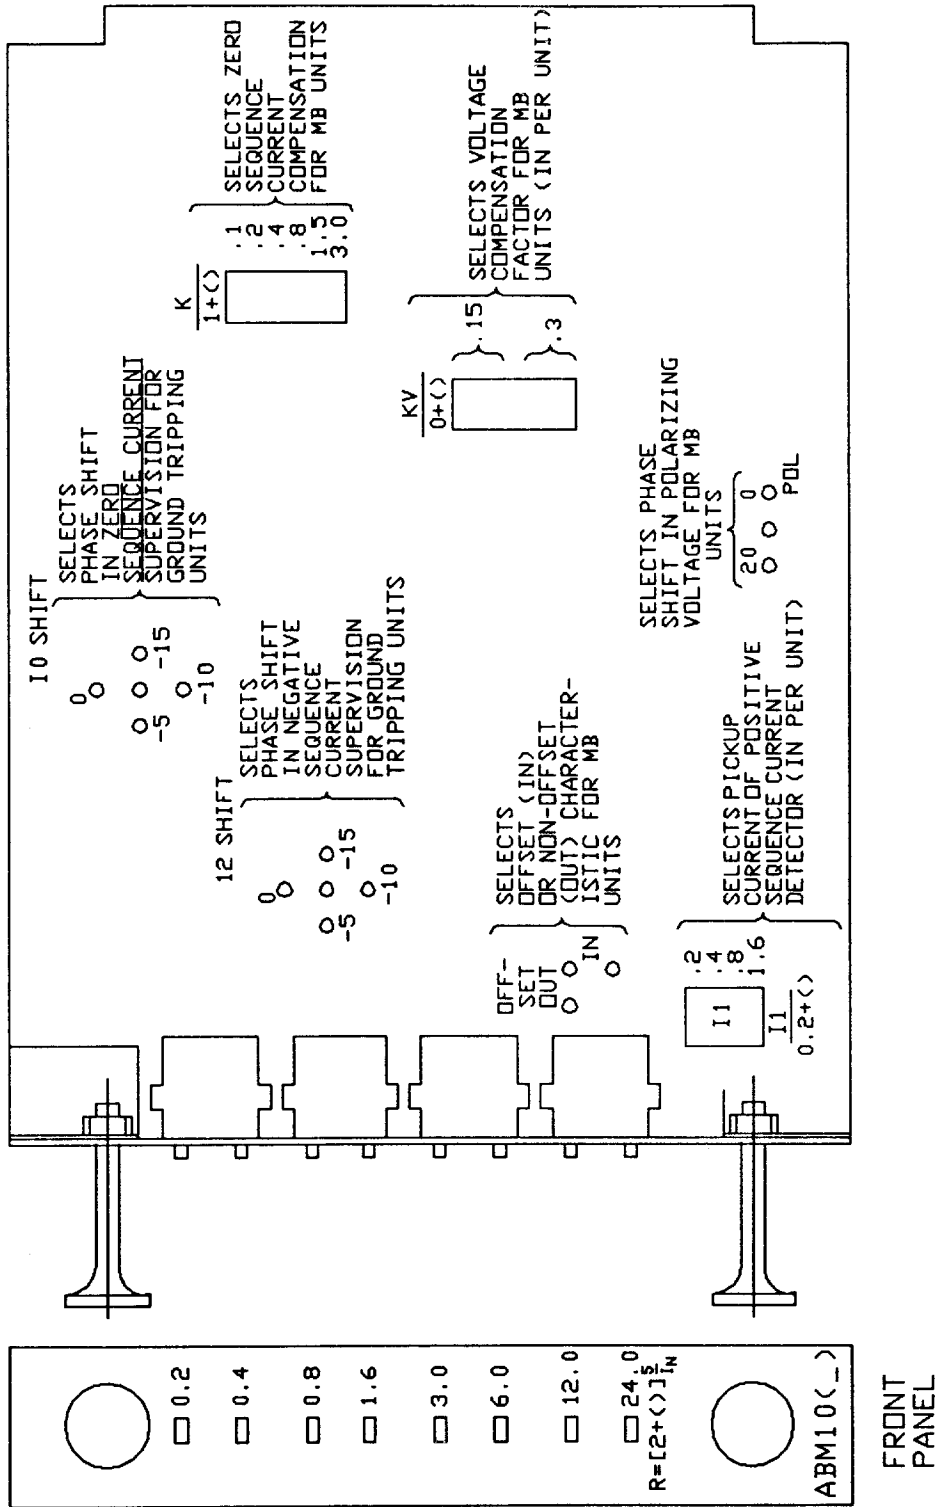 I0 SHIFT
0
-5
-15
-10
SELECTS
PHASE SHIFT
IN ZERO
SEQUENCE CURRENT
SUPERVISION FOR
GROUND TRIPPING
UNITS
12 SHIFT
0
-5
-15
-10
SELECTS
PHASE SHIFT
IN NEGATIVE
SEQUENCE
CURRENT
SUPERVISION
FOR GROUND
TRIPPING UNITS
K
1+()
.1
.2
.4
.8
1.5
3.0
SELECTS ZERO
SEQUENCE
CURRENT
COMPENSATION
FOR MB UNITS
KV
0+()
.15
.3
SELECTS VOLTAGE
COMPENSATION
FACTOR FOR MB
UNITS (IN PER UNIT)
OFF-
SET
OUT
IN
SELECTS
OFFSET (IN)
OR NON-OFFSET
(OUT) CHARACTER-
ISTIC FOR MB
UNITS
SELECTS PHASE
SHIFT IN POLARIZING
VOLTAGE FOR MB
UNITS
20 0
POL
I1
.2
.4
.8
1.6
I1
0.2+()
SELECTS PICKUP
CURRENT OF POSITIVE
SEQUENCE CURRENT
DETECTOR (IN PER UNIT)
0.2
0.4
0.8
1.6
3.0
6.0
12.0
24.0
R=[2+()]5/IN
ABM10(_)
FRONT
PANEL